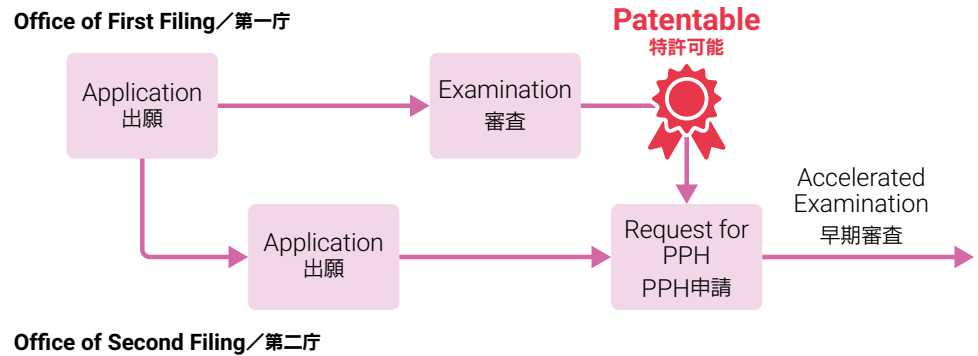 Office of First Filing／第一庁
Patentable
特許可能
Application
出願
Examination
審査
Application
出願
Request for
PPH
PPH申請
Accelerated
Examination
早期審査
Office of Second Filing／第二庁